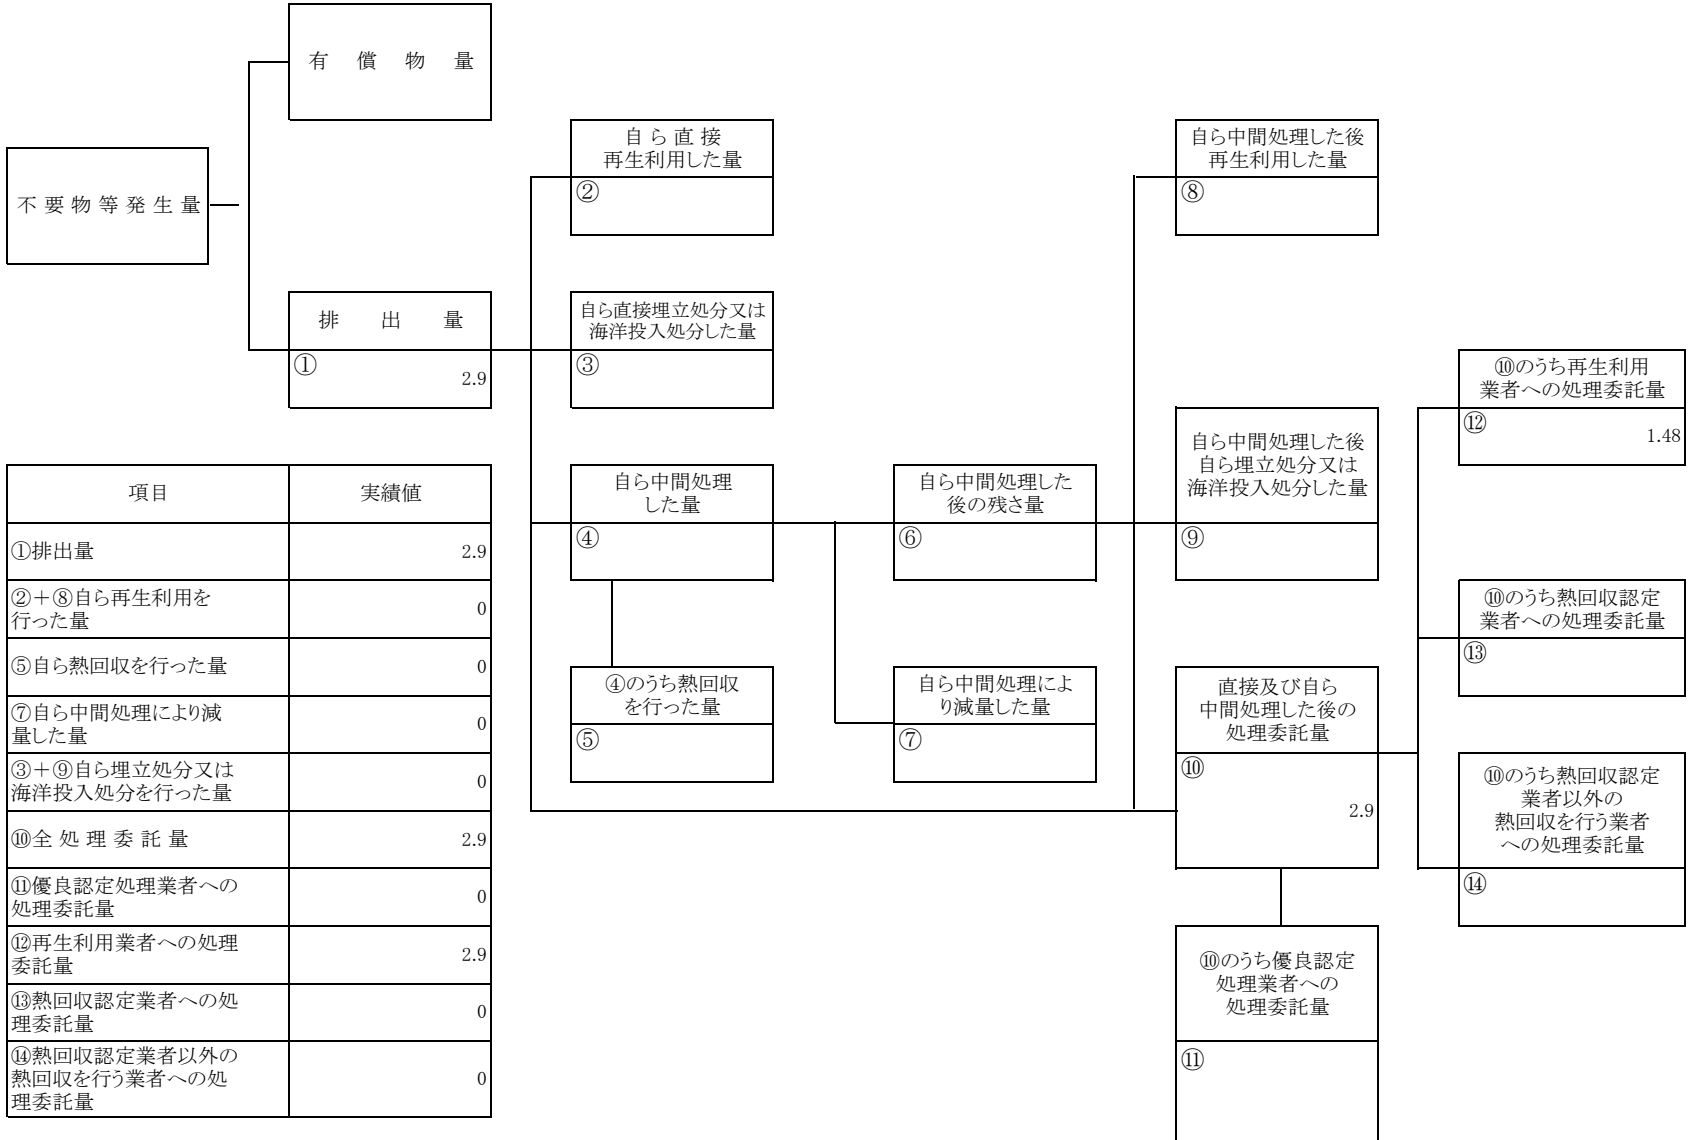 有償物量
不要物等発生量
排出量
①
2.9
自ら直接
再生利用した量
②
自ら直接埋立処分又は
海洋投入処分した量
③
自ら中間処理
した量
④
④のうち熱回収
を行った量
⑤
自ら中間処理した
後の残さ量
⑥
自ら中間処理によ
り減量した量
⑦
自ら中間処理した後
再生利用した量
⑧
自ら中間処理した後
自ら埋立処分又は
海洋投入処分した量
⑨
直接及び自ら
中間処理した後の
処理委託量
⑩
2.9
⑩のうち優良認定
処理業者への
処理委託量
⑪
⑩のうち再生利用
業者への処理委託量
⑫
1.48
⑩のうち熱回収認定
業者への処理委託量
⑬
⑩のうち熱回収認定
業者以外の
熱回収を行う業者
への処理委託量
⑭
項目 実績値
①排出量 2.9
②+⑧自ら再生利用を
行った量 0
⑤自ら熱回収を行った量 0
⑦自ら中間処理により減
量した量 0
③+⑨自ら埋立処分又は
海洋投入処分を行った量 0
⑩全処理委託量 2.9
⑪優良認定処理業者への
処理委託量 0
⑫再生利用業者への処理
委託量 2.9
⑬熱回収認定業者への処
理委託量 0
⑭熱回収認定業者以外の
熱回収を行う業者への処
理委託量 0